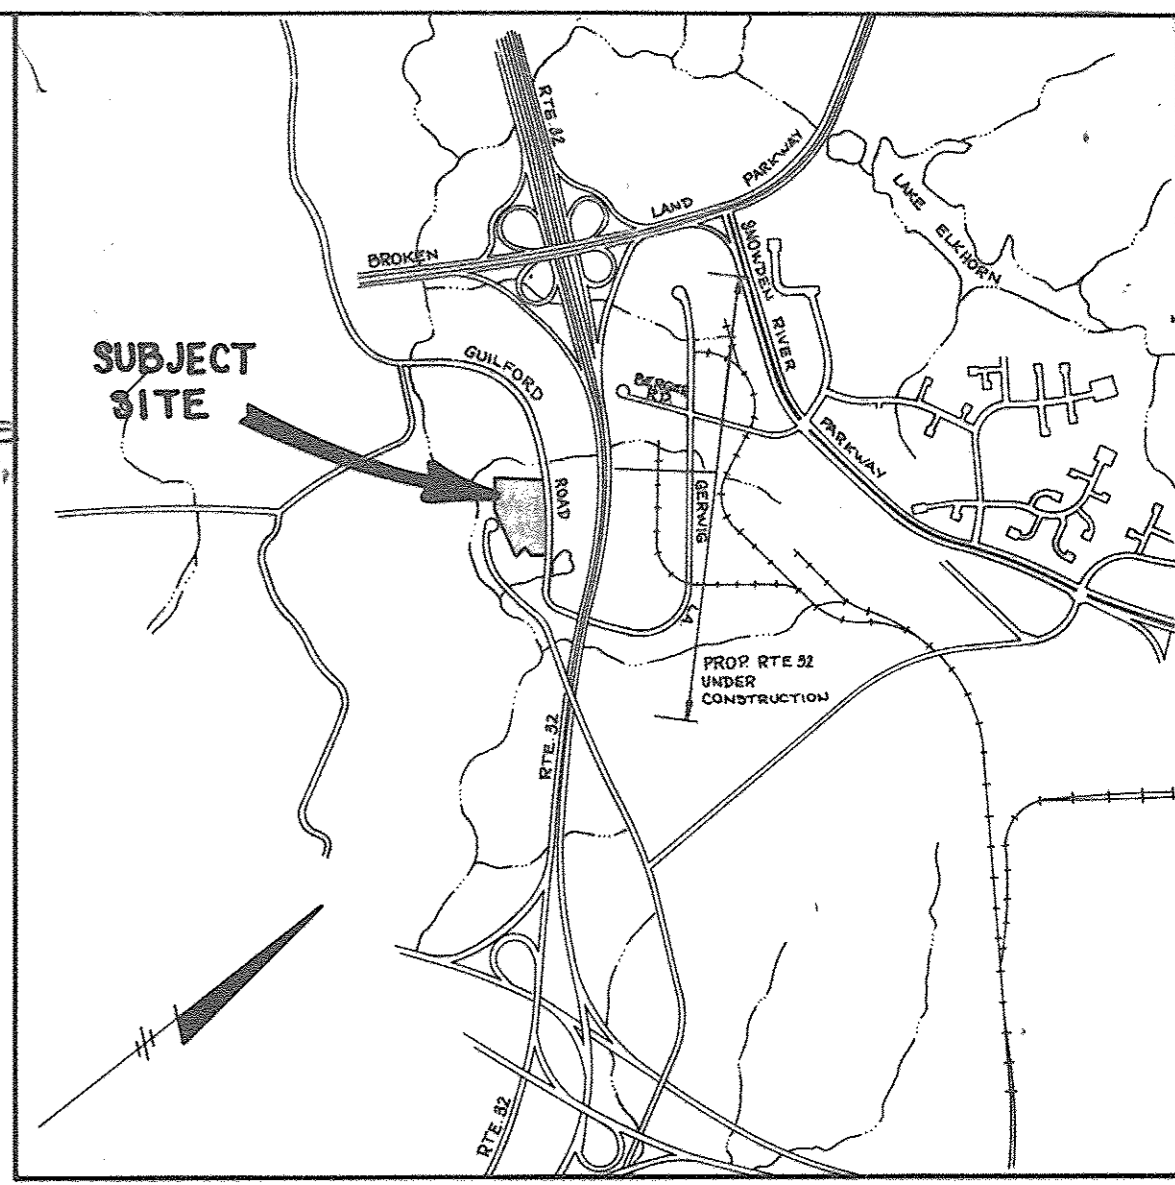 RTE. 32
PARKWAY
LAND
BROKEN
LAKE ELKHORN
SNOWDEN RIVER
PARKWAY
SUBJECT
SITE
GUILFORD
ROAD
BERGER
RD.
GERWIG
LA.
PROP. RTE 32
UNDER
CONSTRUCTION
RTE. 32
RTE. 32